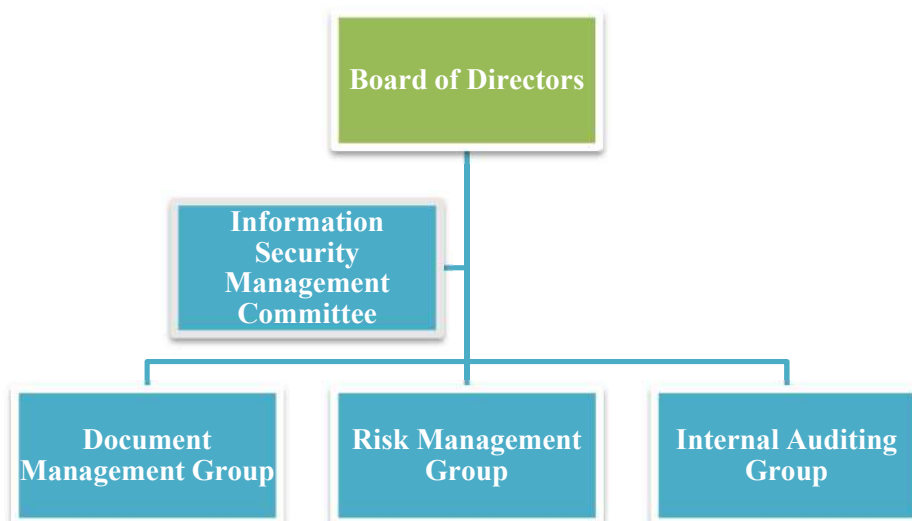 Board of Directors
Information
Security
Management
Committee
Document
Management Group
Risk Management
Group
Internal Auditing
Group